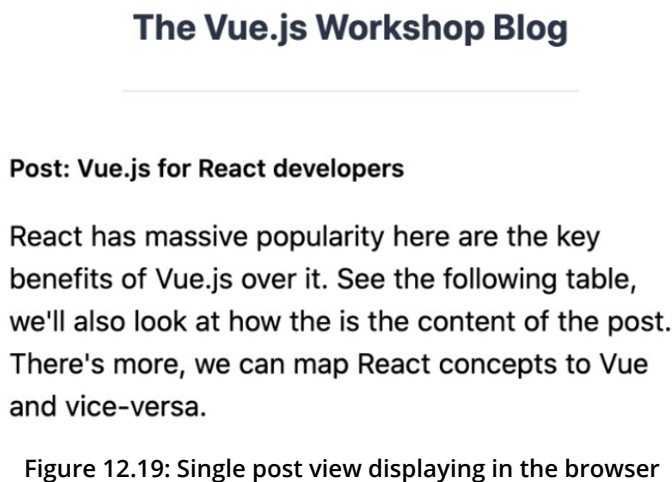 The Vue.js Workshop Blog
Post: Vue.js for React developers
React has massive popularity here are the key
benefits of Vue.js over it. See the following table,
we'll also look at how the is the content of the post.
There's more, we can map React concepts to Vue
and vice-versa.
Figure 12.19: Single post view displaying in the browser